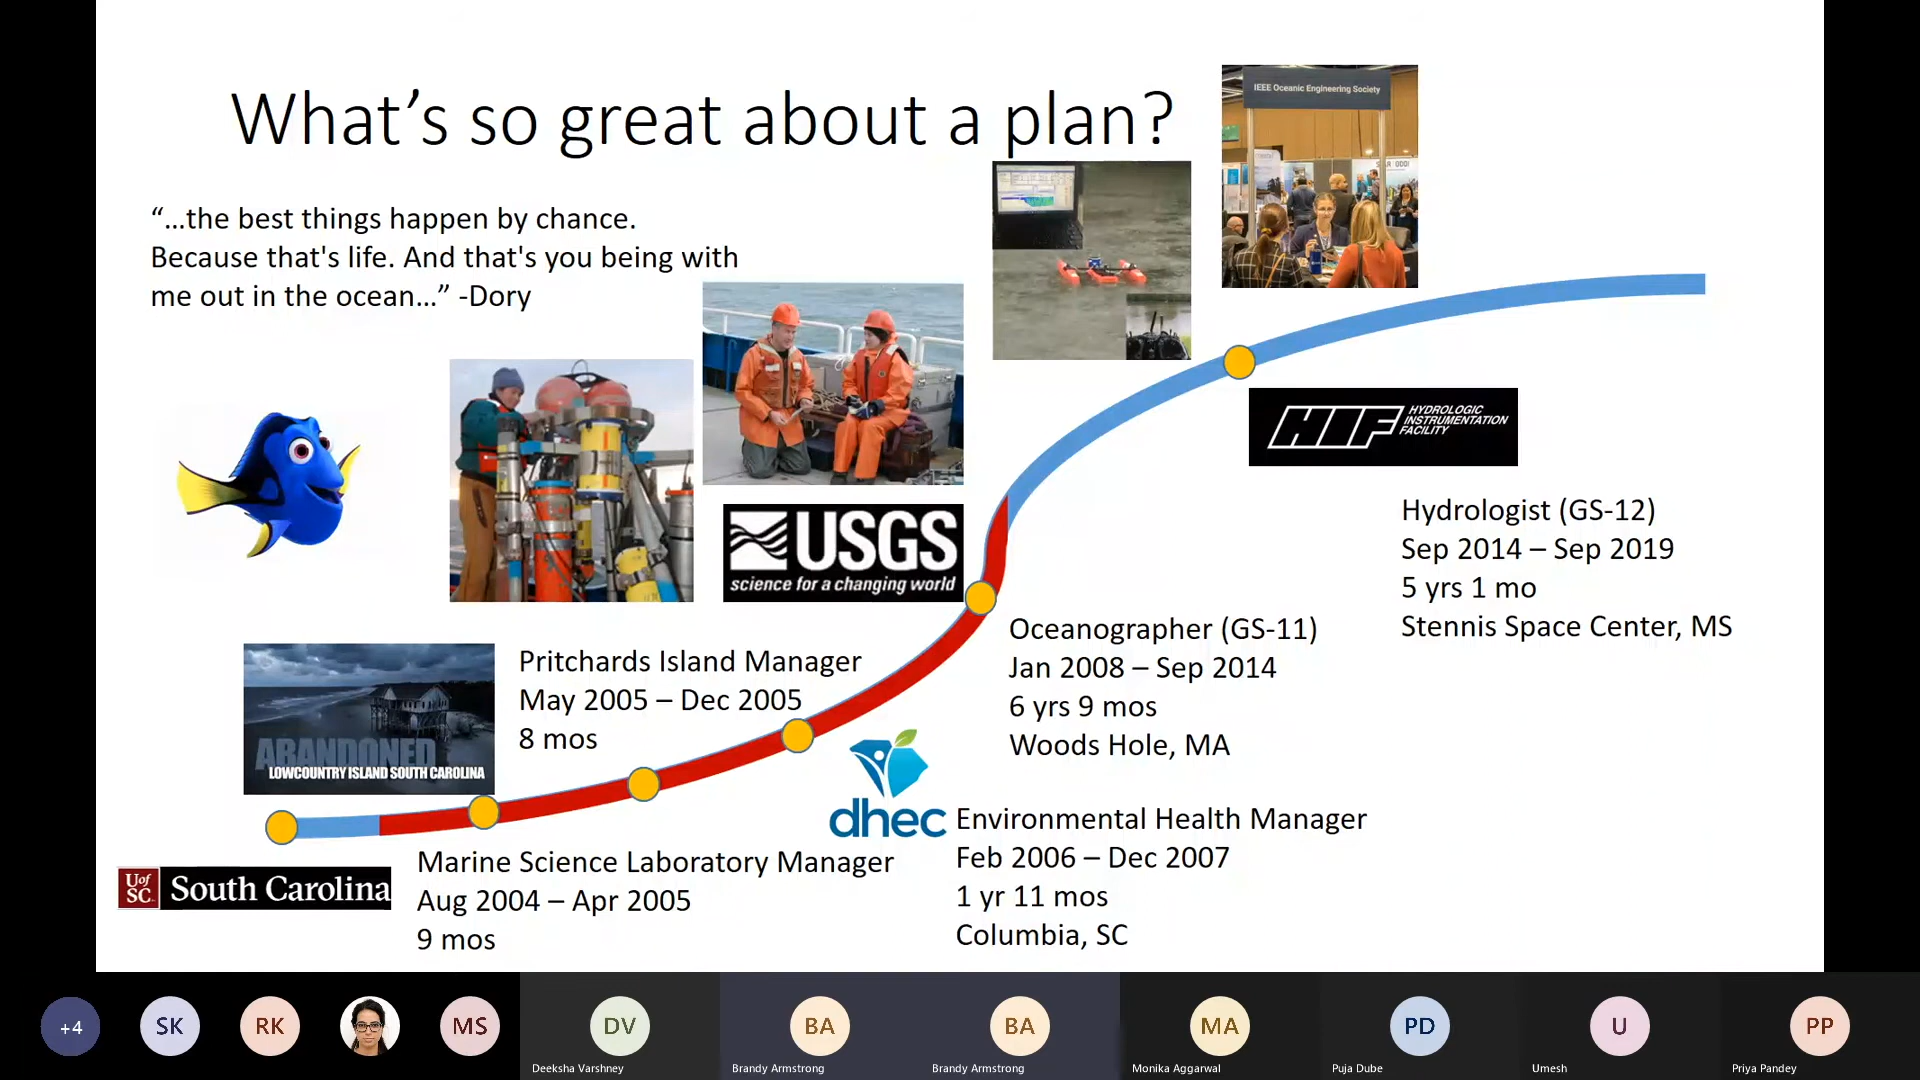 What's so great about a plan?
IEEE Oceanic Engineering Society
“…the best things happen by chance.
Because that's life. And that's you being with
me out in the ocean…” -Dory
HIF HYDROLOGIC
INSTRUMENTATION
FACILITY
USGS
science for a changing world
Hydrologist (GS-12)
Sep 2014 – Sep 2019
5 yrs 1 mo
Stennis Space Center, MS
Oceanographer (GS-11)
Jan 2008 – Sep 2014
6 yrs 9 mos
Woods Hole, MA
Pritchards Island Manager
May 2005 – Dec 2005
8 mos
ABANDONED
LOWCOUNTRY ISLAND SOUTH CAROLINA
dhec
Environmental Health Manager
Feb 2006 – Dec 2007
1 yr 11 mos
Columbia, SC
U of
SC
South Carolina
Marine Science Laboratory Manager
Aug 2004 – Apr 2005
9 mos
+4
SK
RK
MS
DV
BA
BA
MA
PD
U
PP
Deeksha Varshney
Brandy Armstrong
Brandy Armstrong
Monika Aggarwal
Puja Dube
Umesh
Priya Pandey